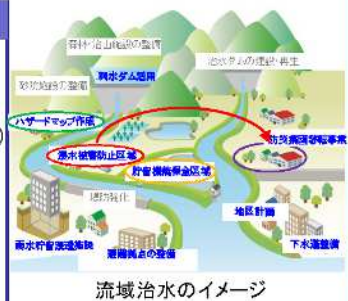 森林・治山施設の整備
利水ダム活用
治水ダムの建設・再生
砂防施設の整備
ハザードマップ作成
防災集団移転事業
浸水被害防止区域
貯留機能保全区域
堤防強化
地区計画
雨水貯留浸透施設
避難拠点の整備
下水道整備
流域治水のイメージ